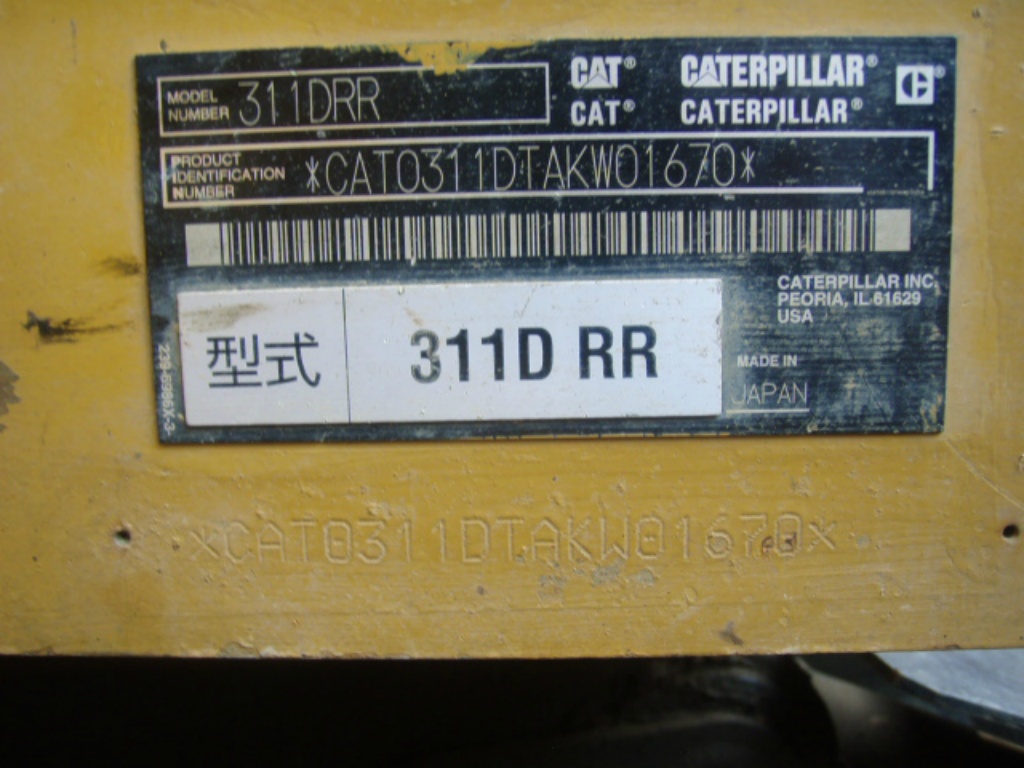 MODEL NUMBER 311DRR
CAT® CATERPILLAR®
CAT® CATERPILLAR®
PRODUCT IDENTIFICATION NUMBER *CAT0311DTAKW01670*
CATERPILLAR INC.
PEORIA, IL 61629
USA
型式 311D RR
MADE IN
JAPAN
*CAT0311DTAKW01670*